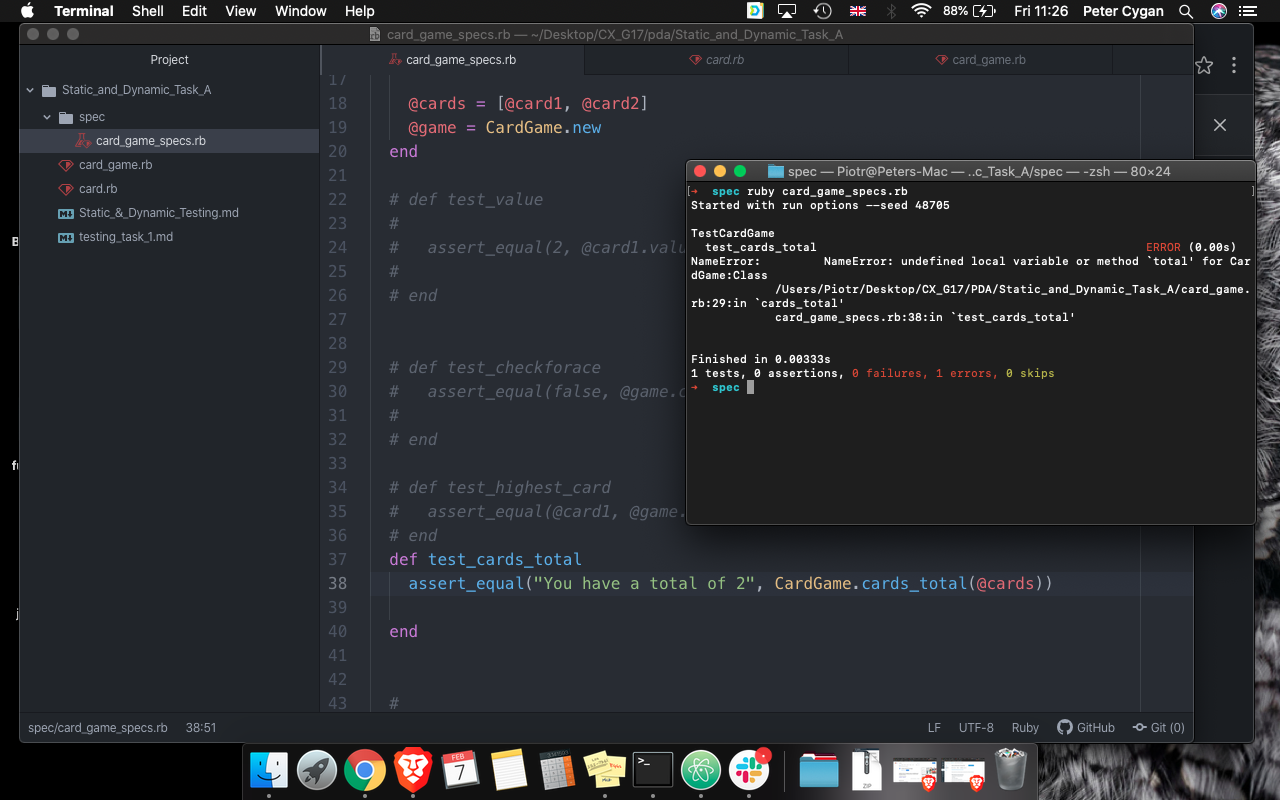 Terminal Shell Edit View Window Help 88% Fri 11:26 Peter Cygan
card_game_specs.rb — ~/Desktop/CX_G17/pda/Static_and_Dynamic_Task_A
Project
card_game_specs.rb card.rb card_game.rb
Static_and_Dynamic_Task_A
spec
card_game_specs.rb
card_game.rb
card.rb
Static_&_Dynamic_Testing.md
testing_task_1.md
17
18 @cards = [@card1, @card2]
19 @game = CardGame.new
20 end
21
22 # def test_value
23 #
24 # assert_equal(2, @card1.valu
25 #
26 # end
27
28
29 # def test_checkforace
30 # assert_equal(false, @game.c
31 #
32 # end
33
34 # def test_highest_card
35 # assert_equal(@card1, @game.
36 # end
37 def test_cards_total
38 assert_equal("You have a total of 2", CardGame.cards_total(@cards))
39
40 end
41
42
43 #
spec/card_game_specs.rb 38:51 LF UTF-8 Ruby GitHub Git (0)
spec — Piotr@Peters-Mac — ..c_Task_A/spec — -zsh — 80×24
[→ spec ruby card_game_specs.rb ]
Started with run options --seed 48705
TestCardGame
test_cards_total ERROR (0.00s)
NameError: NameError: undefined local variable or method `total' for Car
dGame:Class
/Users/Piotr/Desktop/CX_G17/PDA/Static_and_Dynamic_Task_A/card_game.
rb:29:in `cards_total'
card_game_specs.rb:38:in `test_cards_total'
Finished in 0.00333s
1 tests, 0 assertions, 0 failures, 1 errors, 0 skips
→ spec
FEB
7
>_
ZIP